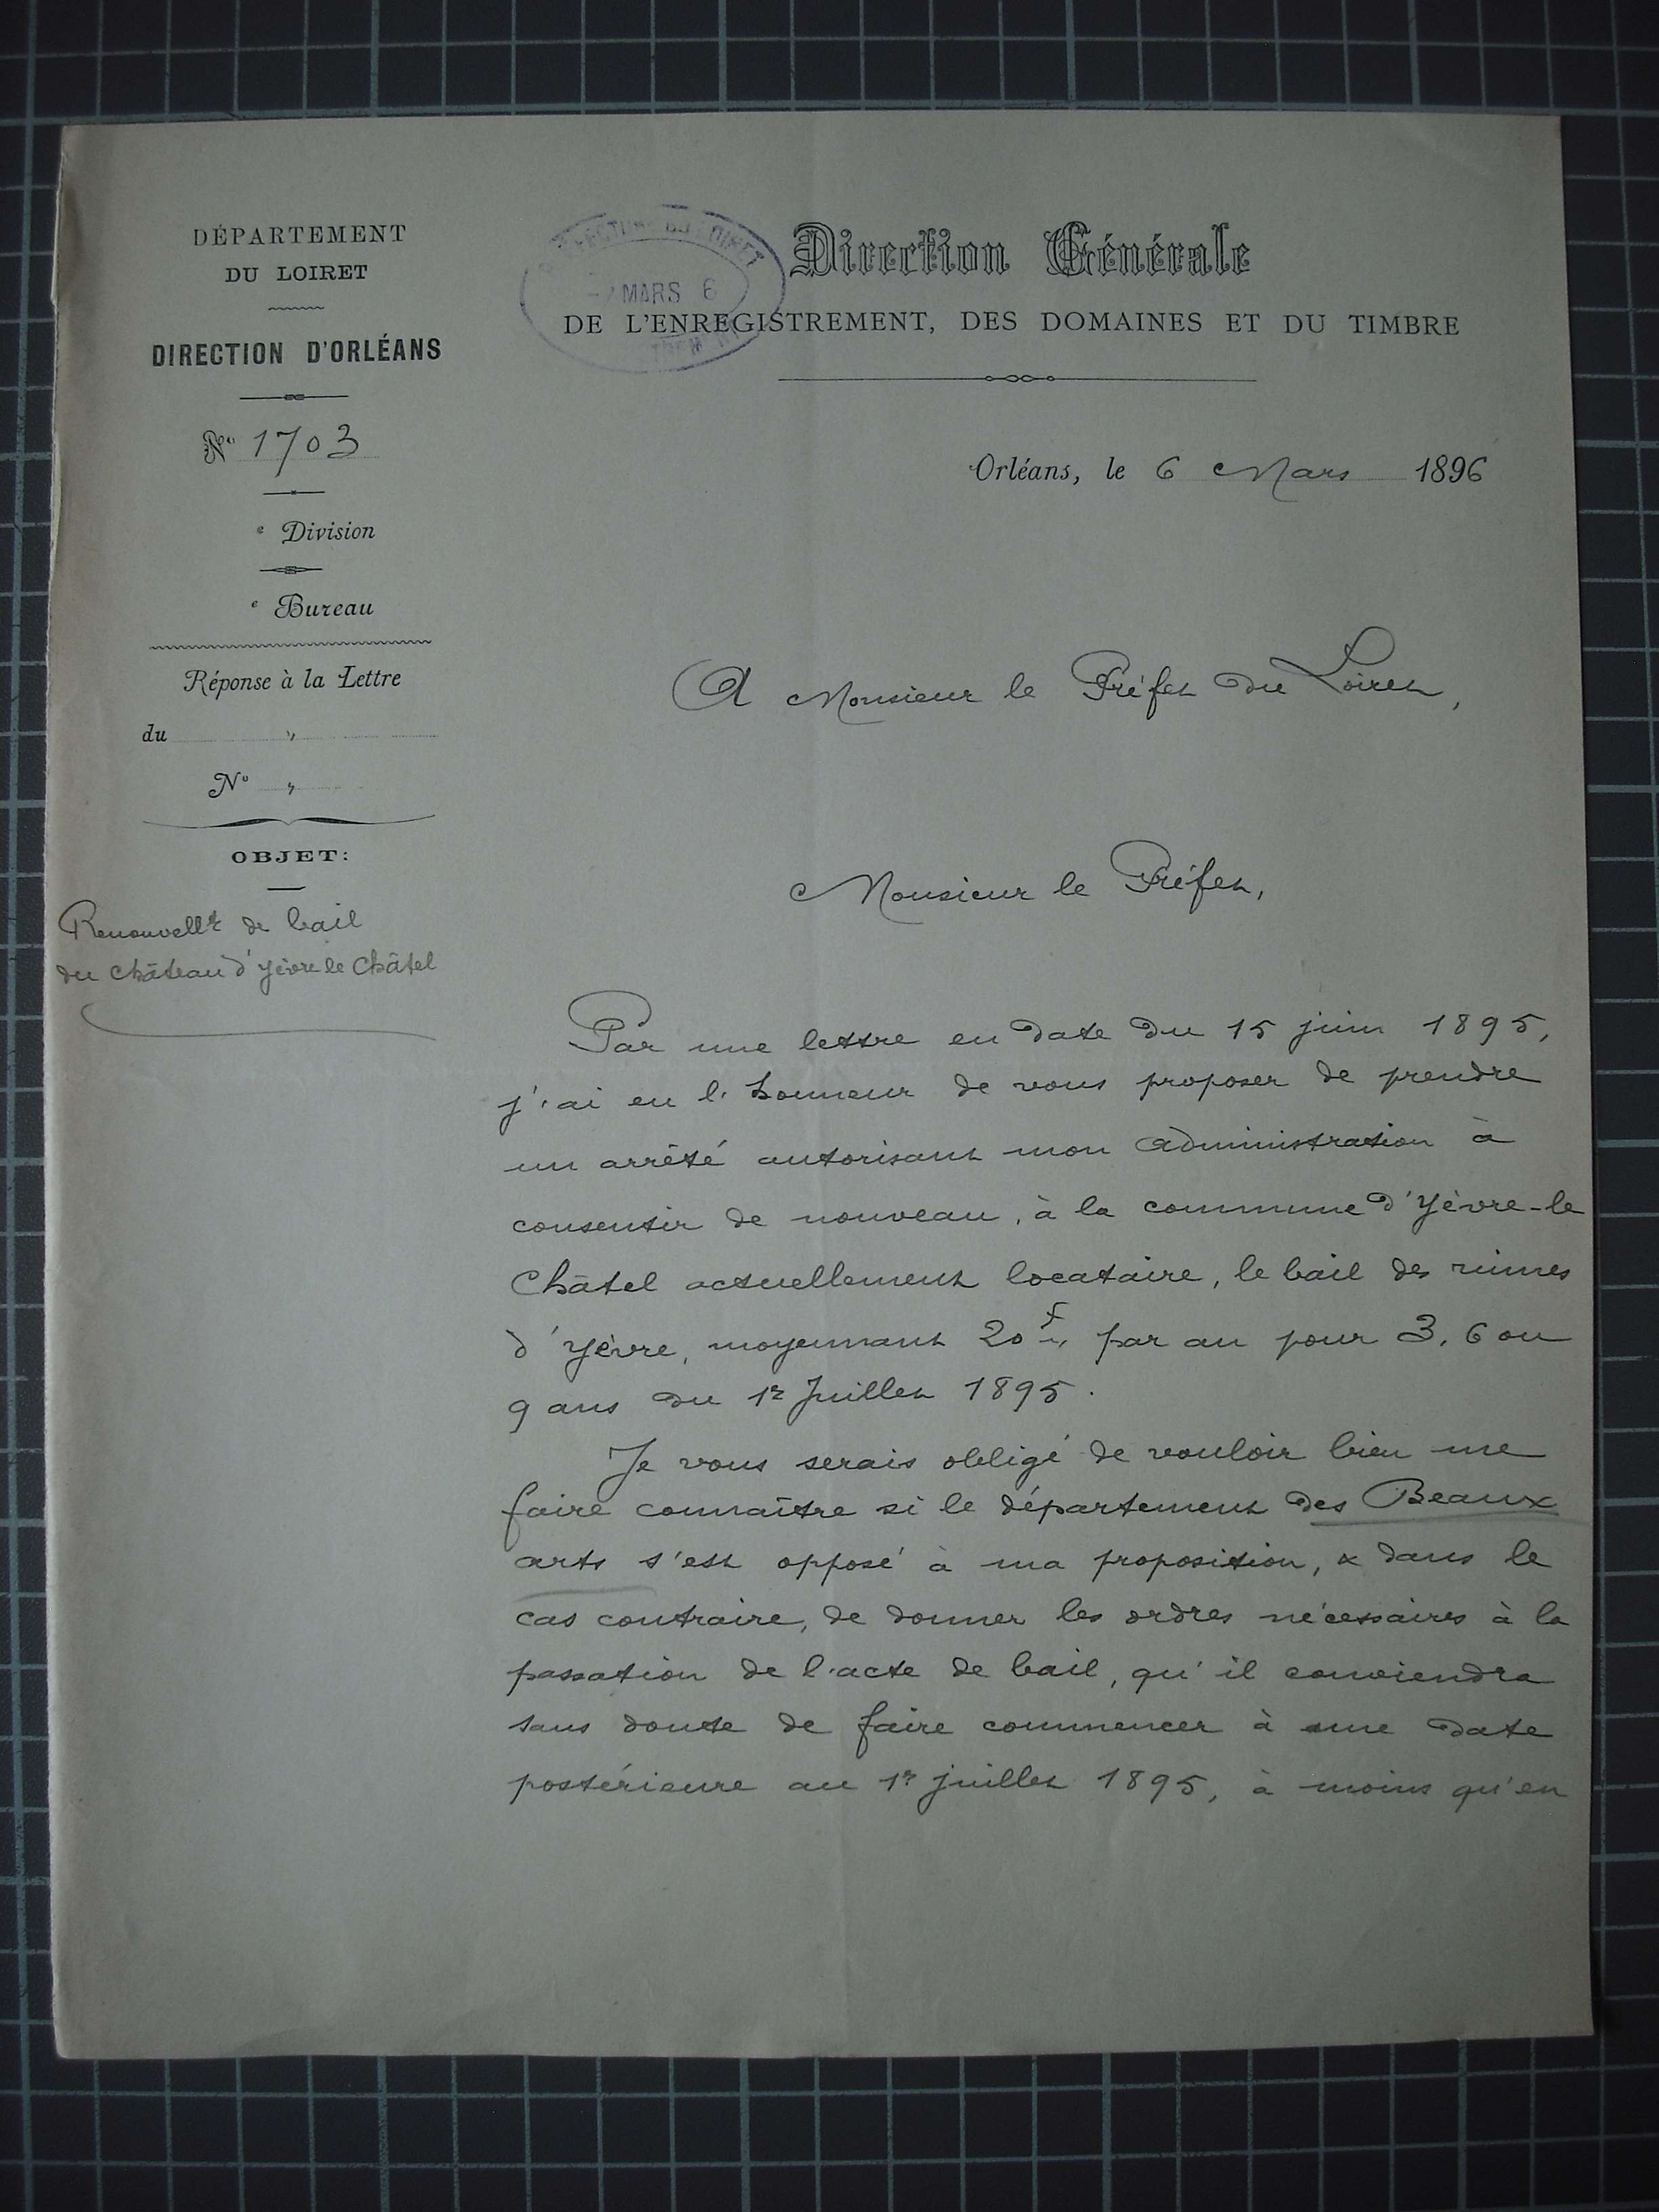 DÉPARTEMENT
DU LOIRET
DIRECTION D'ORLÉANS
N° 1703
e Division
e Bureau
Réponse à la Lettre
du "
N° "
OBJET:
Renouvellt de bail
du château d'Yèvre le Châtel
MARS 6
Direction Générale
DE L'ENREGISTREMENT, DES DOMAINES ET DU TIMBRE
Orléans, le 6 Mars 1896
A Monsieur le Préfet du Loiret,
Monsieur le Préfet,
Par une lettre en date du 15 juin 1895,
j'ai eu l'honneur de vous proposer de prendre
un arrêté autorisant mon administration à
consentir de nouveau, à la commune d'Yèvre-le
Châtel actuellement locataire, le bail des ruines
d'Yèvre, moyennant 20 f, par an pour 3, 6 ou
9 ans du 1er Juillet 1895.
Je vous serais obligé de vouloir bien me
faire connaître si le département des Beaux
arts s'est opposé à ma proposition, & dans le
cas contraire, de donner les ordres nécessaires à la
passation de l'acte de bail, qu'il conviendra
sans doute de faire commencer à une date
postérieure au 1er juillet 1895, à moins qu'en